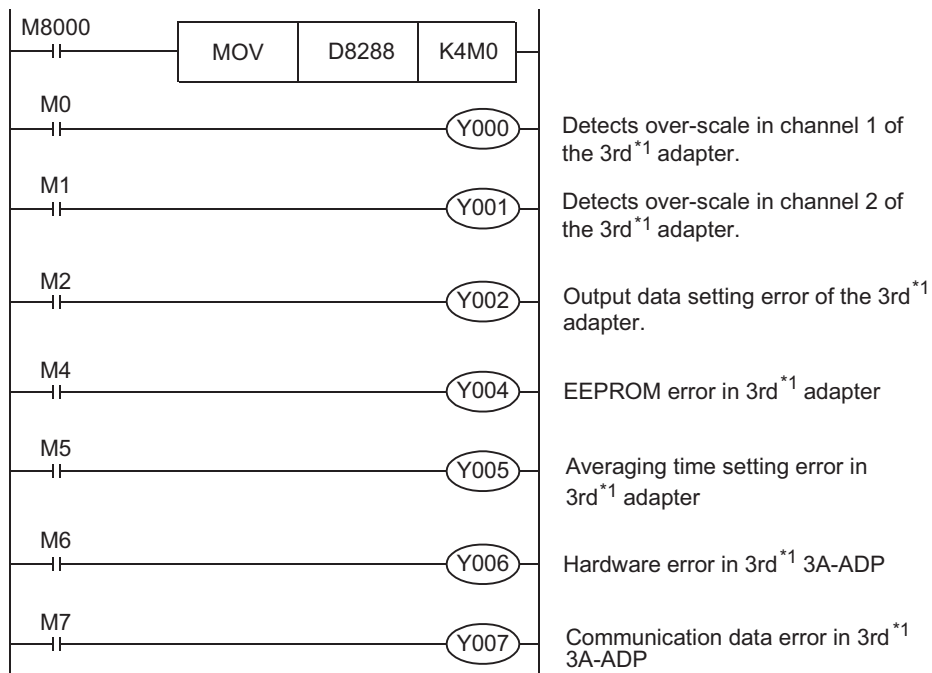 M8000
MOV D8288 K4M0
M0
Y000
Detects over-scale in channel 1 of
the 3rd*1 adapter.
M1
Y001
Detects over-scale in channel 2 of
the 3rd*1 adapter.
M2
Y002
Output data setting error of the 3rd*1
adapter.
M4
Y004
EEPROM error in 3rd*1 adapter
M5
Y005
Averaging time setting error in
3rd*1 adapter
M6
Y006
Hardware error in 3rd*1 3A-ADP
M7
Y007
Communication data error in 3rd*1
3A-ADP